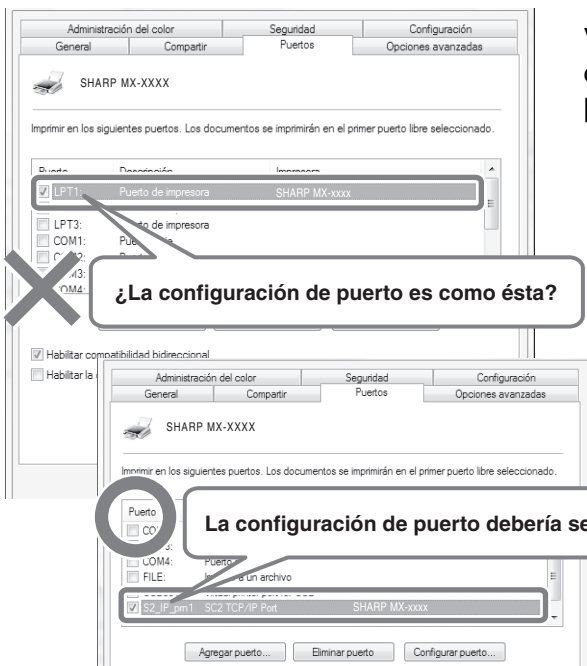 Administración del color Seguridad Configuración
General Compartir Puertos Opciones avanzadas
SHARP MX-XXXX
Imprimir en los siguientes puertos. Los documentos se imprimirán en el primer puerto libre seleccionado.
Puerto Descripción Impresora
LPT1: Puerto de impresora SHARP MX-xxxx
LPT3: Puerto de impresora
COM1:
¿La configuración de puerto es como ésta?
Habilitar compatibilidad bidireccional
Habilitar la
Administración del color Seguridad Configuración
General Compartir Puertos Opciones avanzadas
SHARP MX-XXXX
Imprimir en los siguientes puertos. Los documentos se imprimirán en el primer puerto libre seleccionado.
Puerto
La configuración de puerto debería se
COM4:
FILE: un archivo
S2_IP_prn1 SC2 TCP/IP Port SHARP MX-xxxx
Agregar puerto... Eliminar puerto Configurar puerto...